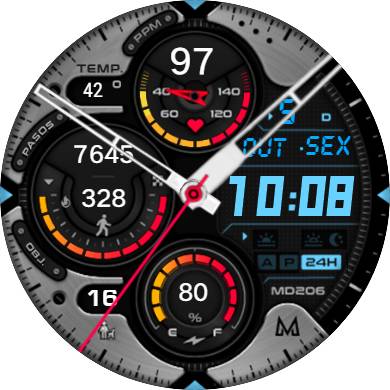 PPM
97
40 140
60 120
TEMP.
42 °
PASOS
7645
328
S D
OUT · SEX
10:08
A P 24H
MD206
TBO
16
80
%
E F
M